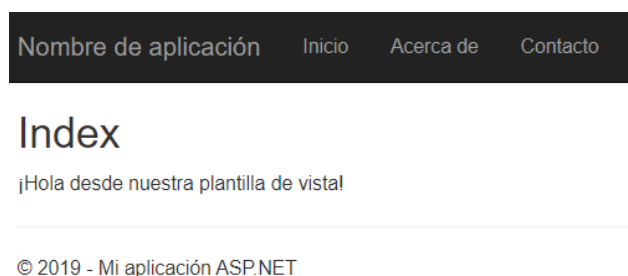 Nombre de aplicación Inicio Acerca de Contacto
Index
¡Hola desde nuestra plantilla de vista!
© 2019 - Mi aplicación ASP.NET